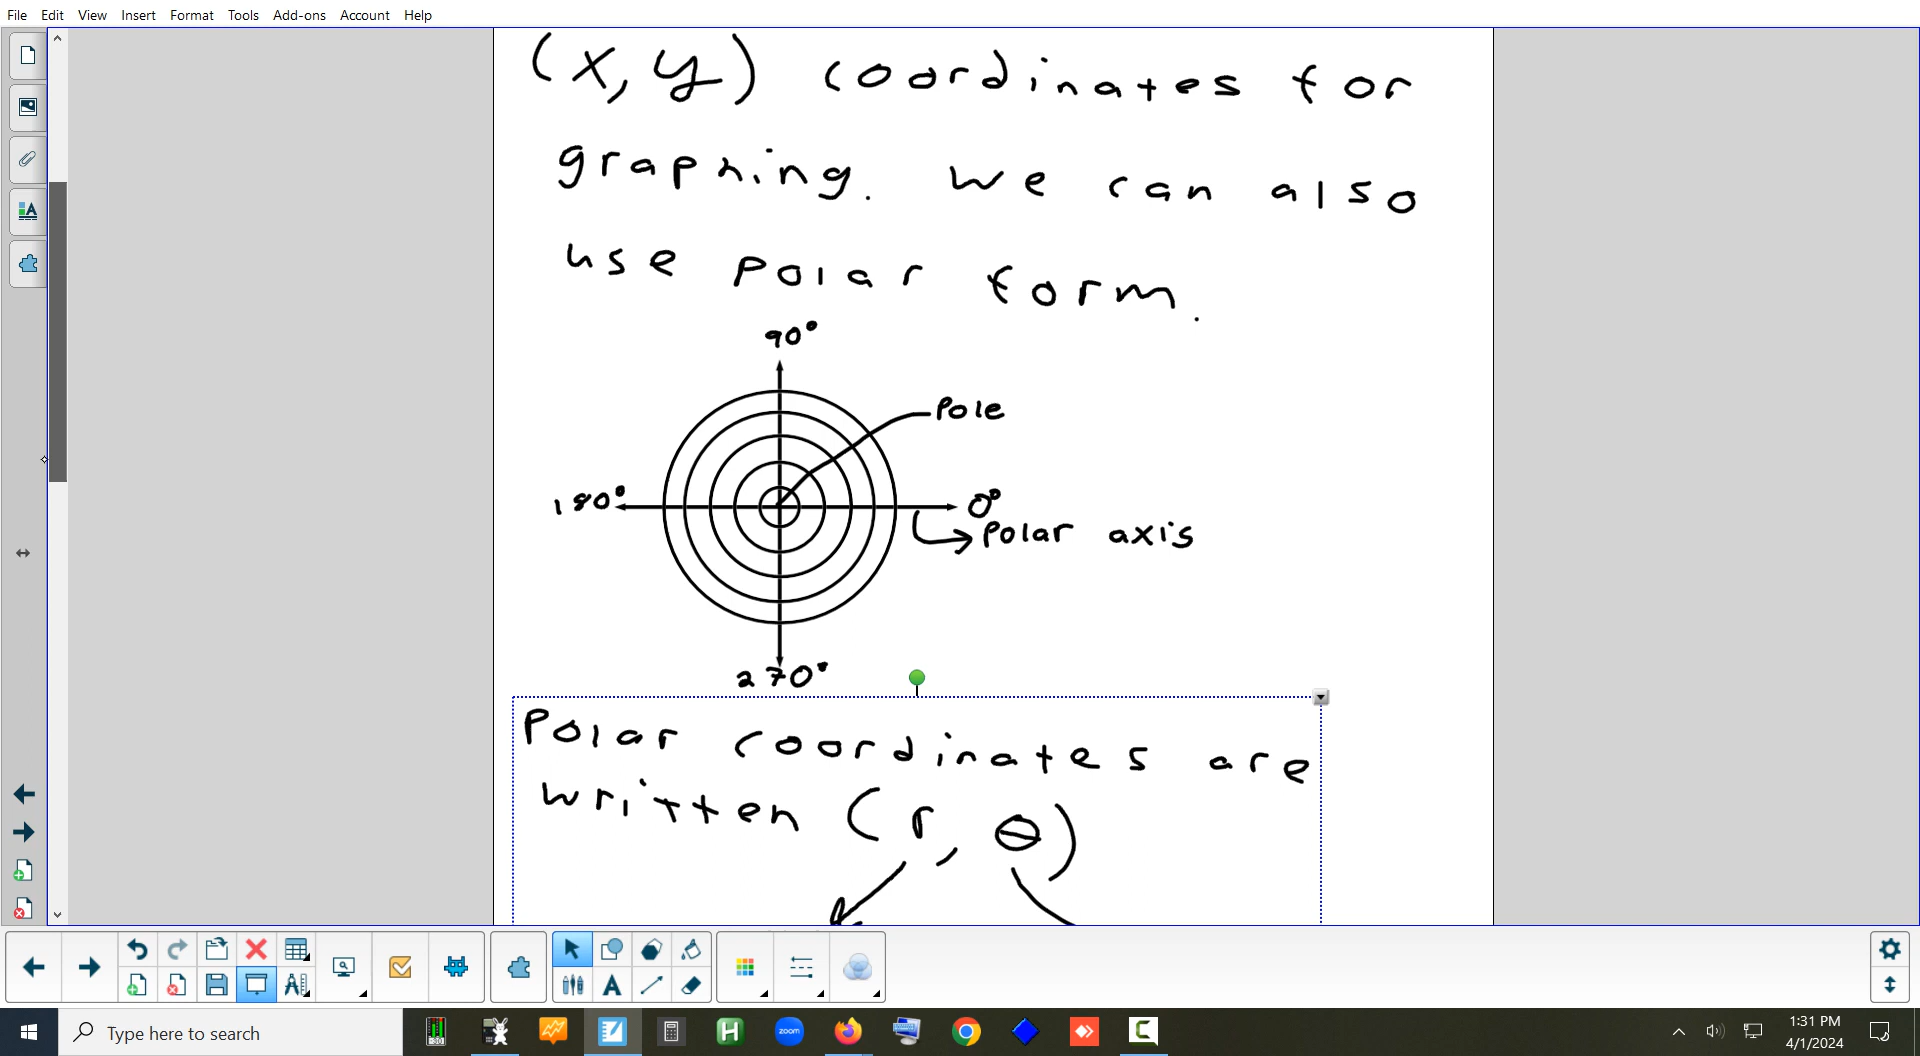 File Edit View Insert Format Tools Add-ons Account Help
(x, y) coordinates for
graphing. We can also
use polar form.
90°
Pole
180°
0°
Polar axis
270°
Polar coordinates are
written (r, θ)
Type here to search
zoom
1:31 PM
4/1/2024